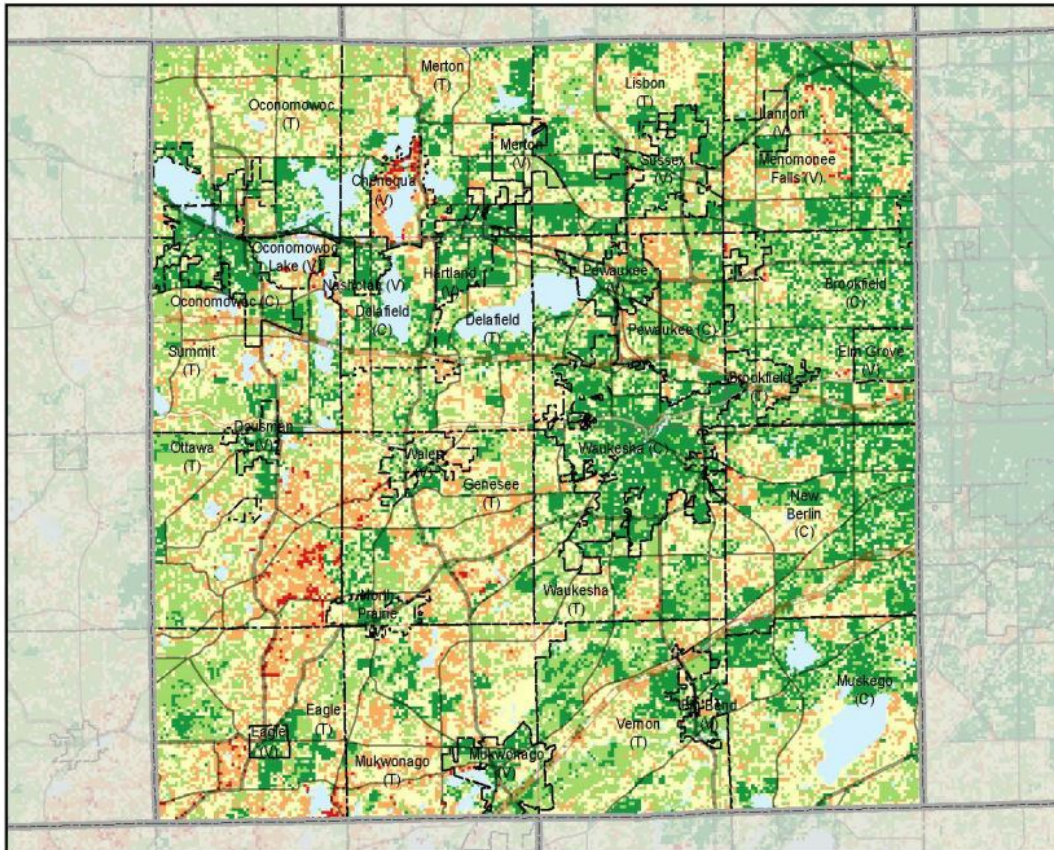 Merton
(T)
Lisbon
(T)
Oconomowoc
(T)
Lannon
(V)
Merton
(V)
Sussex
(V)
Menomonee
Falls (V)
Chenequa
(V)
Oconomowoc
Lake (V)
Hartland
(V)
Pewaukee
(V)
Nashotah (V)
Brookfield
(C)
Oconomowoc (C)
Delafield
(C)
Delafield
(T)
Pewaukee (C)
Summit
(T)
Elm Grove
(V)
Brookfield
(T)
Dousman
(V)
Ottawa
(T)
Wales
(V)
Waukesha (C)
Genesee
(T)
New
Berlin
(C)
Waukesha
(T)
North
Prairie
Muskego
(C)
Eagle
(T)
Big Bend
(V)
Vernon
(T)
Eagle
(V)
Mukwonago
(T)
Mukwonago
(V)